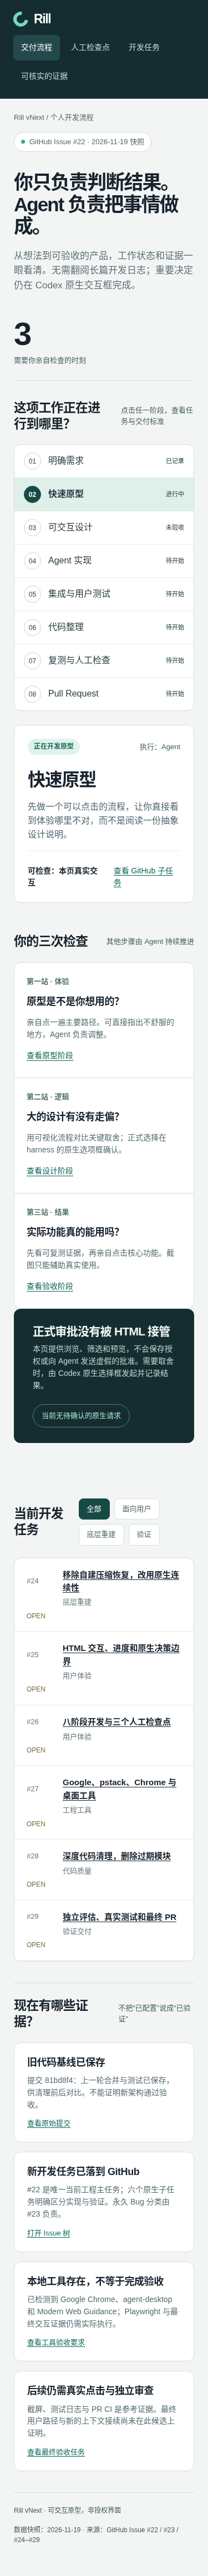 Rill
交付流程
人工检查点
开发任务
可核实的证据
Rill vNext / 个人开发流程
GitHub Issue #22 · 2026-11-19 快照
你只负责判断结果。
Agent 负责把事情做
成。
从想法到可验收的产品，工作状态和证据一
眼看清。无需翻阅长篇开发日志；重要决定
仍在 Codex 原生交互框完成。
3
需要你亲自检查的时刻
这项工作正在进
行到哪里？
点击任一阶段，查看任
务与交付标准
01 明确需求 已记录
02 快速原型 进行中
03 可交互设计 未验收
04 Agent 实现 待开始
05 集成与用户测试 待开始
06 代码整理 待开始
07 复测与人工检查 待开始
08 Pull Request 待开始
正在开发原型
执行：Agent
快速原型
先做一个可以点击的流程，让你直接看
到体验哪里不对，而不是阅读一份抽象
设计说明。
可检查：本页真实交
互
查看 GitHub 子任
务
你的三次检查
其他步骤由 Agent 持续推进
第一站 · 体验
原型是不是你想用的？
亲自点一遍主要路径。可直接指出不舒服的
地方，Agent 负责调整。
查看原型阶段
第二站 · 逻辑
大的设计有没有走偏？
用可视化流程对比关键取舍；正式选择在
harness 的原生选项框确认。
查看设计阶段
第三站 · 结果
实际功能真的能用吗？
先看可复测证据，再亲自点击核心功能。截
图只能辅助真实使用。
查看验收阶段
正式审批没有被 HTML 接管
本页提供浏览、筛选和预览，不会保存授
权或向 Agent 发送虚假的批准。需要取舍
时，由 Codex 原生选择框发起并记录结
果。
当前无待确认的原生请求
当前开发
任务
全部
面向用户
底层重建
验证
#24
移除自建压缩恢复，改用原生连
续性
底层重建
OPEN
#25
HTML 交互、进度和原生决策边
界
用户体验
OPEN
#26
八阶段开发与三个人工检查点
用户体验
OPEN
#27
Google、pstack、Chrome 与
桌面工具
工程工具
OPEN
#28
深度代码清理，删除过期模块
代码质量
OPEN
#29
独立评估、真实测试和最终 PR
验证交付
OPEN
现在有哪些证
据？
不把“已配置”说成“已验
证”
旧代码基线已保存
提交 81bd8f4：上一轮合并与测试已保存，
供清理前后对比。不能证明新架构通过验
收。
查看原始提交
新开发任务已落到 GitHub
#22 是唯一当前工程主任务；六个原生子任
务明确区分实现与验证。永久 Bug 分类由
#23 负责。
打开 Issue 树
本地工具存在，不等于完成验收
已检测到 Google Chrome、agent-desktop
和 Modern Web Guidance；Playwright 与最
终交互证据仍需实际执行。
查看工具验收要求
后续仍需真实点击与独立审查
截屏、测试日志与 PR CI 是参考证据。最终
用户路径与新的上下文接续尚未在此候选上
证明。
查看最终验收任务
Rill vNext · 可交互原型，非授权界面
数据快照：2026-11-19 · 来源：GitHub Issue #22 / #23 /
#24–#29